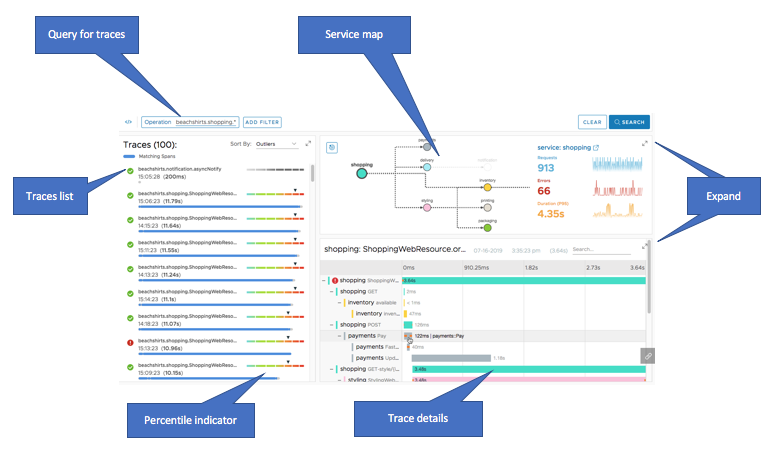 Query for traces
Service map
</>
Operation beachshirts.shopping.*
ADD FILTER
CLEAR
SEARCH
Traces (100):
Sort By: Outliers
Matching Spans
Traces list
beachshirts.notification.asyncNotify
15:05:28 (200ms)
beachshirts.shopping.ShoppingWebReso...
15:06:23 (11.79s)
beachshirts.shopping.ShoppingWebReso...
14:15:23 (11.64s)
beachshirts.shopping.ShoppingWebReso...
15:11:23 (11.55s)
beachshirts.shopping.ShoppingWebReso...
14:13:23 (11.24s)
beachshirts.shopping.ShoppingWebReso...
15:14:23 (11.1s)
beachshirts.shopping.ShoppingWebReso...
14:18:23 (11.07s)
beachshirts.shopping.ShoppingWebReso...
15:13:23 (10.96s)
beachshirts.shopping.ShoppingWebReso...
15:09:23 (10.15s)
shopping
delivery
notification
inventory
styling
printing
packaging
service: shopping
Requests
913
Errors
66
Duration (P95)
4.35s
Expand
shopping: ShoppingWebResource.or...
07-16-2019
3:35:23 pm
(3.64s)
Search...
0ms
910.25ms
1.82s
2.73s
3.64s
shopping ShoppingW...
3.64s
shopping GET
2ms
inventory available
< 1ms
inventory inven...
47ms
shopping POST
126ms
payments Pay
122ms | payments::Pay
payments Fast...
40ms
payments Upd...
1.19s
shopping GET-style/{i...
3.48s
styling StylingWeb...
3.48s
Percentile indicator
Trace details